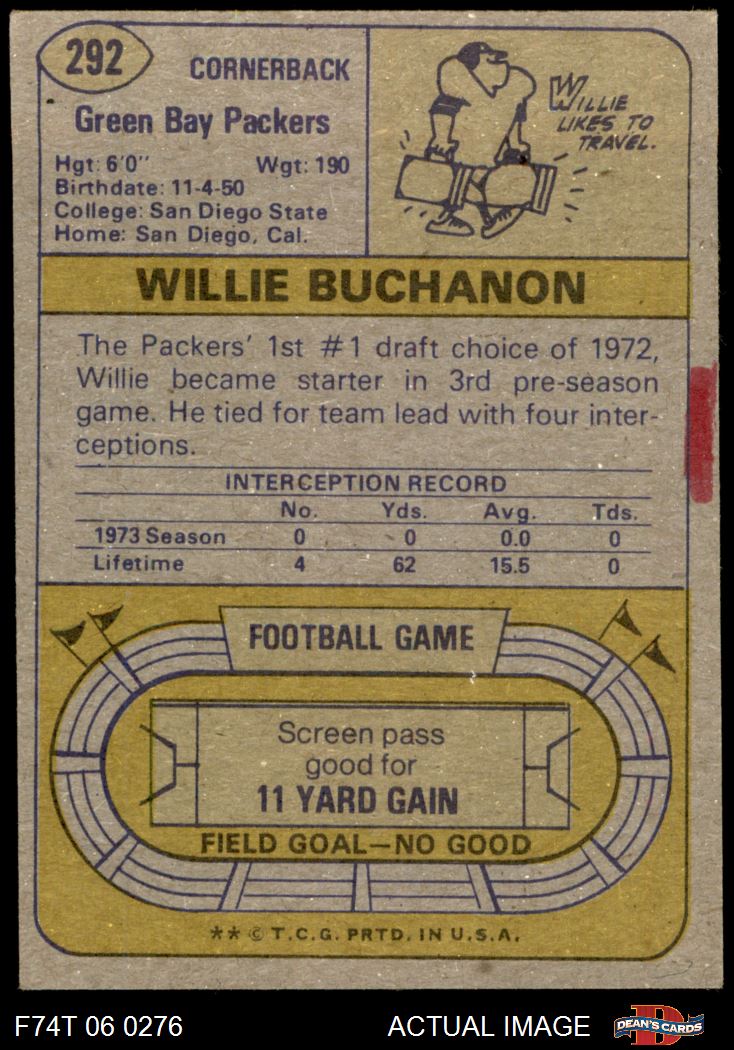 292
CORNERBACK
Green Bay Packers
Hgt: 6'0" Wgt: 190
Birthdate: 11-4-50
College: San Diego State
Home: San Diego, Cal.
WILLIE
LIKES TO
TRAVEL.
WILLIE BUCHANON
The Packers' 1st #1 draft choice of 1972,
Willie became starter in 3rd pre-season
game. He tied for team lead with four inter-
ceptions.
INTERCEPTION RECORD
No. Yds. Avg. Tds.
1973 Season 0 0 0.0 0
Lifetime 4 62 15.5 0
FOOTBALL GAME
Screen pass
good for
11 YARD GAIN
FIELD GOAL—NO GOOD
** © T.C.G. PRTD. IN U.S.A.
F74T 06 0276 ACTUAL IMAGE
DEAN'S CARDS